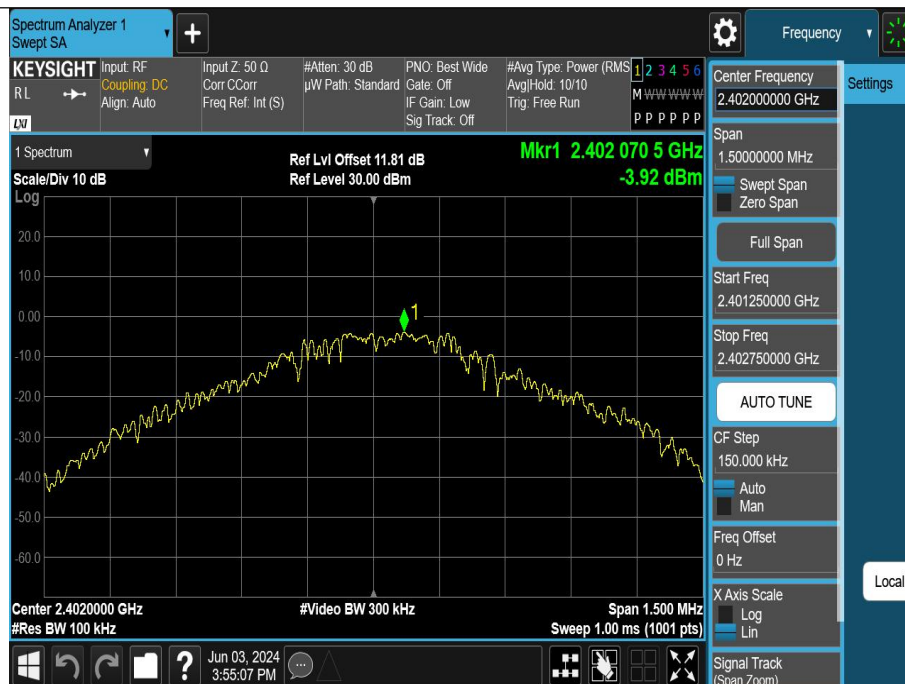 Spectrum Analyzer 1
Swept SA
+
Frequency
KEYSIGHT
RL
LXI
Input: RF
Coupling: DC
Align: Auto
Input Z: 50 Ω
Corr CCorr
Freq Ref: Int (S)
#Atten: 30 dB
µW Path: Standard
PNO: Best Wide
Gate: Off
IF Gain: Low
Sig Track: Off
#Avg Type: Power (RMS
Avg|Hold: 10/10
Trig: Free Run
1 2 3 4 5 6
M W W W W W
P P P P P P
Settings
1 Spectrum
Scale/Div 10 dB
Ref Lvl Offset 11.81 dB
Ref Level 30.00 dBm
Mkr1 2.402 070 5 GHz
-3.92 dBm
Log
20.0
10.0
0.00
-10.0
-20.0
-30.0
-40.0
-50.0
-60.0
1
Center 2.4020000 GHz
#Res BW 100 kHz
#Video BW 300 kHz
Span 1.500 MHz
Sweep 1.00 ms (1001 pts)
Center Frequency
2.402000000 GHz
Span
1.50000000 MHz
Swept Span
Zero Span
Full Span
Start Freq
2.401250000 GHz
Stop Freq
2.402750000 GHz
AUTO TUNE
CF Step
150.000 kHz
Auto
Man
Freq Offset
0 Hz
X Axis Scale
Log
Lin
Signal Track
(Span Zoom)
Local
?
Jun 03, 2024
3:55:07 PM